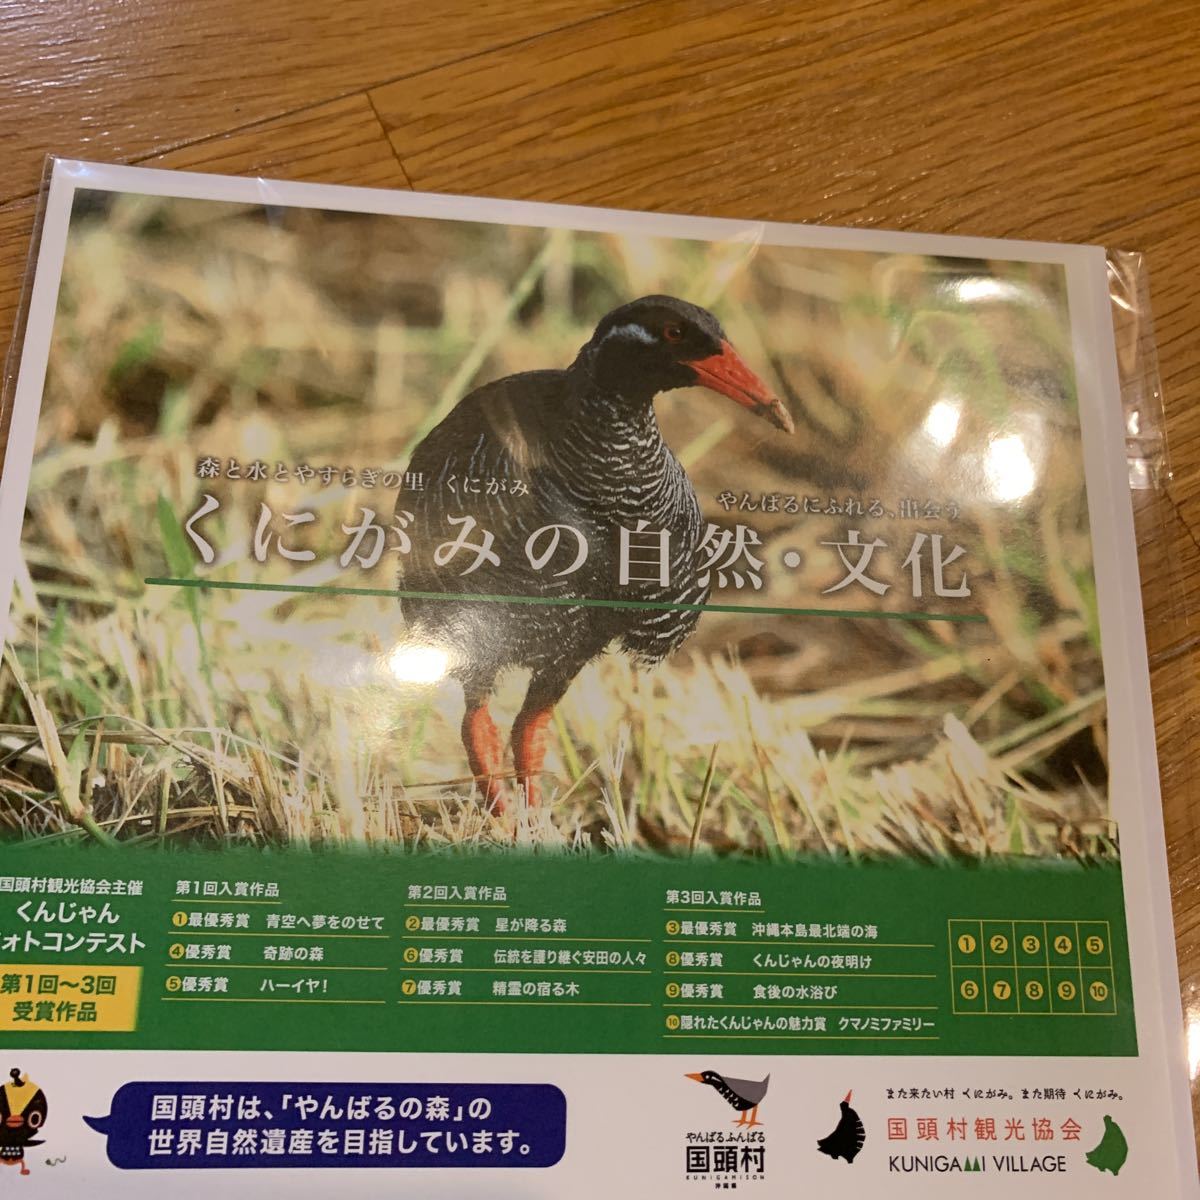 森と水とやすらぎの里 くにがみ
やんばるにふれる、出会う
くにがみの自然・文化
国頭村観光協会主催
くんじゃん
ォトコンテスト
第1回～3回
受賞作品
第1回入賞作品
①最優秀賞 青空へ夢をのせて
④優秀賞 奇跡の森
⑤優秀賞 ハーイヤ！
第2回入賞作品
②最優秀賞 星が降る森
⑥優秀賞 伝統を護り継ぐ安田の人々
⑦優秀賞 精霊の宿る木
第3回入賞作品
③最優秀賞 沖縄本島最北端の海
⑧優秀賞 くんじゃんの夜明け
⑨優秀賞 食後の水浴び
⑩隠れたくんじゃんの魅力賞 クマノミファミリー
① ② ③ ④ ⑤
⑥ ⑦ ⑧ ⑨ ⑩
国頭村は、「やんばるの森」の
世界自然遺産を目指しています。
やんばるふんばる
国頭村
KUNIGAMISON
沖縄県
また来たい村 くにがみ。また期待 くにがみ。
国頭村観光協会
KUNIGAMI VILLAGE